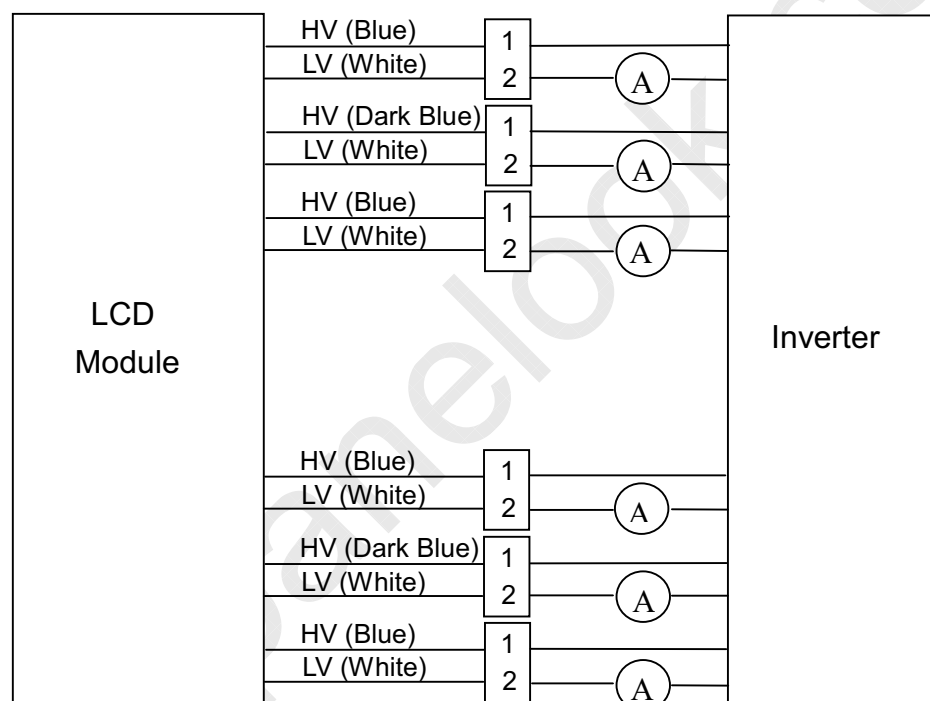 HV (Blue)
1
LV (White)
2
A
HV (Dark Blue)
1
LV (White)
2
A
HV (Blue)
1
LV (White)
2
A
LCD
Module
Inverter
HV (Blue)
1
LV (White)
2
A
HV (Dark Blue)
1
LV (White)
2
A
HV (Blue)
1
LV (White)
2
A
panelook